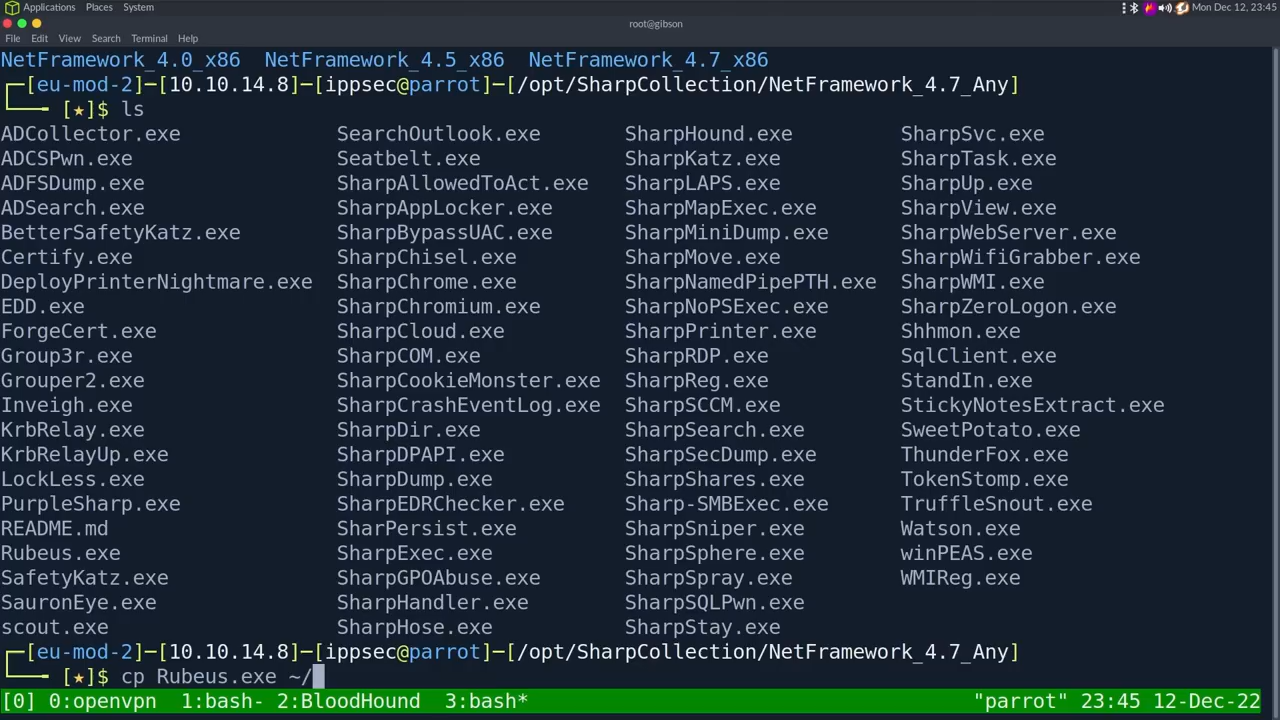 Applications Places System Mon Dec 12, 23:45
root@gibson
File Edit View Search Terminal Help
NetFramework_4.0_x86 NetFramework_4.5_x86 NetFramework_4.7_x86
┌─[eu-mod-2]─[10.10.14.8]─[ippsec@parrot]─[/opt/SharpCollection/NetFramework_4.7_Any]
└──╼ [★]$ ls
ADCollector.exe SearchOutlook.exe SharpHound.exe SharpSvc.exe
ADCSPwn.exe Seatbelt.exe SharpKatz.exe SharpTask.exe
ADFSDump.exe SharpAllowedToAct.exe SharpLAPS.exe SharpUp.exe
ADSearch.exe SharpAppLocker.exe SharpMapExec.exe SharpView.exe
BetterSafetyKatz.exe SharpBypassUAC.exe SharpMiniDump.exe SharpWebServer.exe
Certify.exe SharpChisel.exe SharpMove.exe SharpWifiGrabber.exe
DeployPrinterNightmare.exe SharpChrome.exe SharpNamedPipePTH.exe SharpWMI.exe
EDD.exe SharpChromium.exe SharpNoPSExec.exe SharpZeroLogon.exe
ForgeCert.exe SharpCloud.exe SharpPrinter.exe Shhmon.exe
Group3r.exe SharpCOM.exe SharpRDP.exe SqlClient.exe
Grouper2.exe SharpCookieMonster.exe SharpReg.exe StandIn.exe
Inveigh.exe SharpCrashEventLog.exe SharpSCCM.exe StickyNotesExtract.exe
KrbRelay.exe SharpDir.exe SharpSearch.exe SweetPotato.exe
KrbRelayUp.exe SharpDPAPI.exe SharpSecDump.exe ThunderFox.exe
LockLess.exe SharpDump.exe SharpShares.exe TokenStomp.exe
PurpleSharp.exe SharpEDRChecker.exe Sharp-SMBExec.exe TruffleSnout.exe
README.md SharPersist.exe SharpSniper.exe Watson.exe
Rubeus.exe SharpExec.exe SharpSphere.exe winPEAS.exe
SafetyKatz.exe SharpGPOAbuse.exe SharpSpray.exe WMIReg.exe
SauronEye.exe SharpHandler.exe SharpSQLPwn.exe
scout.exe SharpHose.exe SharpStay.exe
┌─[eu-mod-2]─[10.10.14.8]─[ippsec@parrot]─[/opt/SharpCollection/NetFramework_4.7_Any]
└──╼ [★]$ cp Rubeus.exe ~/
[0] 0:openvpn 1:bash- 2:BloodHound 3:bash* "parrot" 23:45 12-Dec-22